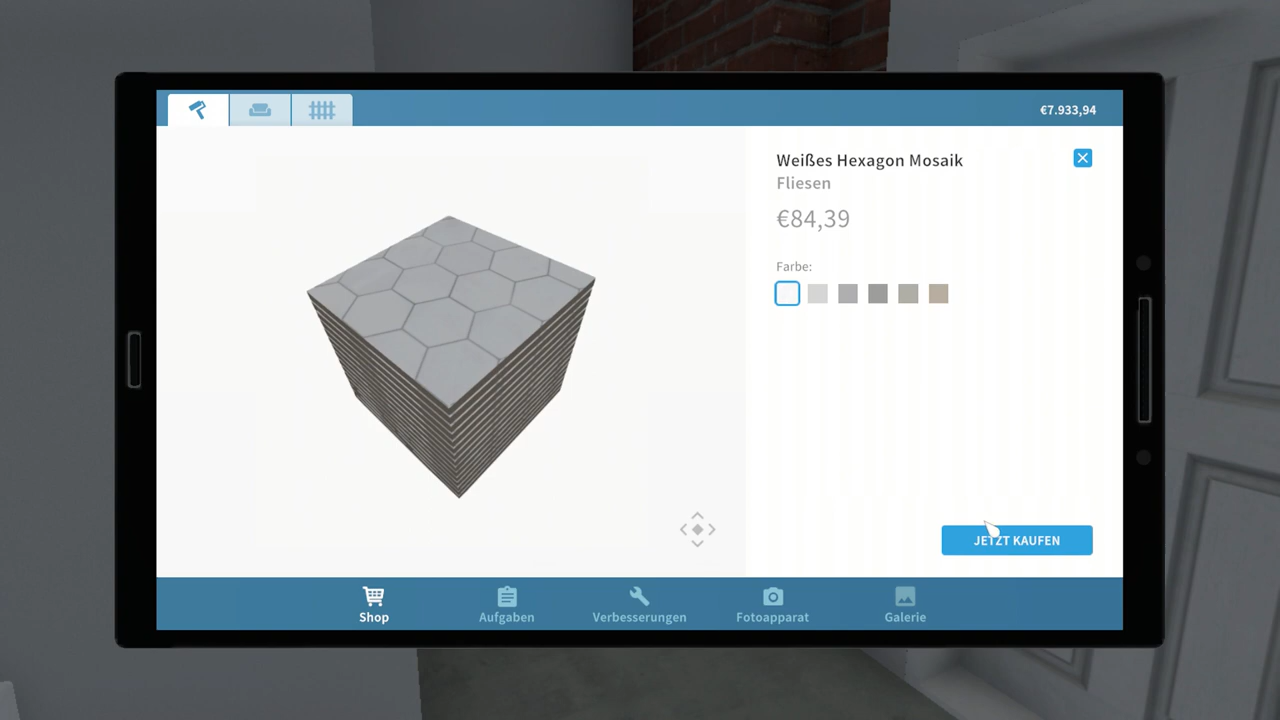 €7.933,94
Weißes Hexagon Mosaik
Fliesen
€84,39
Farbe:
JETZT KAUFEN
Shop
Aufgaben
Verbesserungen
Fotoapparat
Galerie